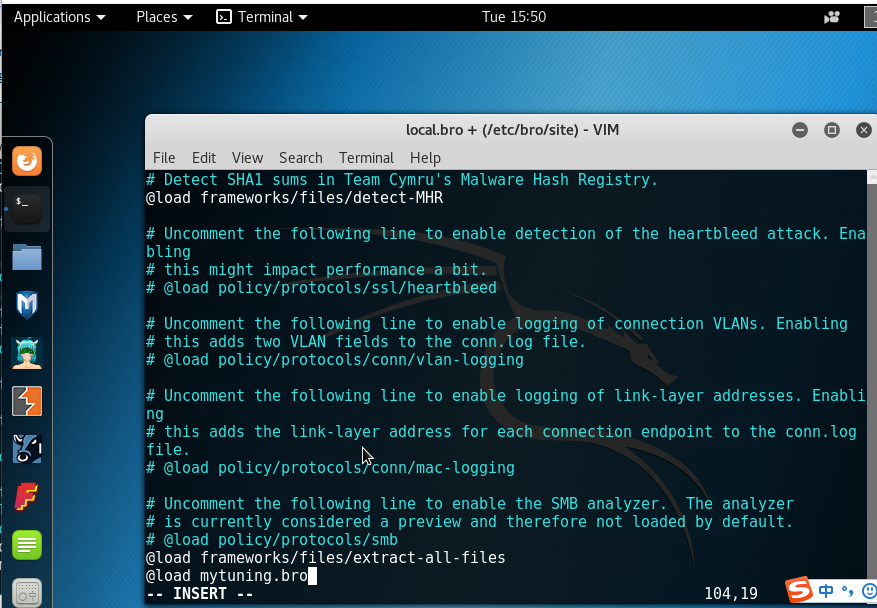 Applications Places Terminal Tue 15:50 1
local.bro + (/etc/bro/site) - VIM
File Edit View Search Terminal Help
# Detect SHA1 sums in Team Cymru's Malware Hash Registry.
@load frameworks/files/detect-MHR
# Uncomment the following line to enable detection of the heartbleed attack. Ena
bling
# this might impact performance a bit.
# @load policy/protocols/ssl/heartbleed
# Uncomment the following line to enable logging of connection VLANs. Enabling
# this adds two VLAN fields to the conn.log file.
# @load policy/protocols/conn/vlan-logging
# Uncomment the following line to enable logging of link-layer addresses. Enabli
ng
# this adds the link-layer address for each connection endpoint to the conn.log
file.
# @load policy/protocols/conn/mac-logging
# Uncomment the following line to enable the SMB analyzer.  The analyzer
# is currently considered a preview and therefore not loaded by default.
# @load policy/protocols/smb
@load frameworks/files/extract-all-files
@load mytuning.bro
-- INSERT -- 104,19
S 中 °,